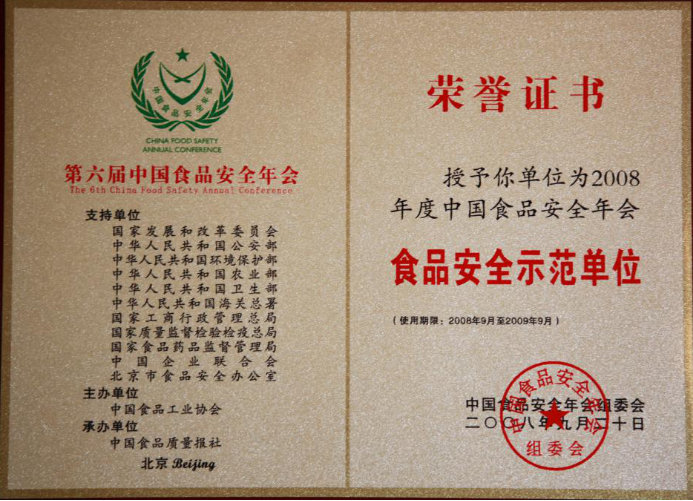 中国食品安全年会
CHINA FOOD SAFETY
ANNUAL CONFERENCE
第六届中国食品安全年会
The 6th China Food Safety Annual Conference
支持单位
国家发展和改革委员会
中华人民共和国公安部
中华人民共和国环境保护部
中华人民共和国农业部
中华人民共和国卫生部
中华人民共和国海关总署
国家工商行政管理总局
国家质量监督检验检疫总局
国家食品药品监督管理局
中国企业联合会
北京市食品安全办公室
主办单位
中国食品工业协会
承办单位
中国食品质量报社
北京 Beijing
荣誉证书
授予你单位为2008
年度中国食品安全年会
食品安全示范单位
(使用期限：2008年9月至2009年9月)
中国食品安全年会组委会
二〇〇八年九月二十日
中国食品安全年会
组委会